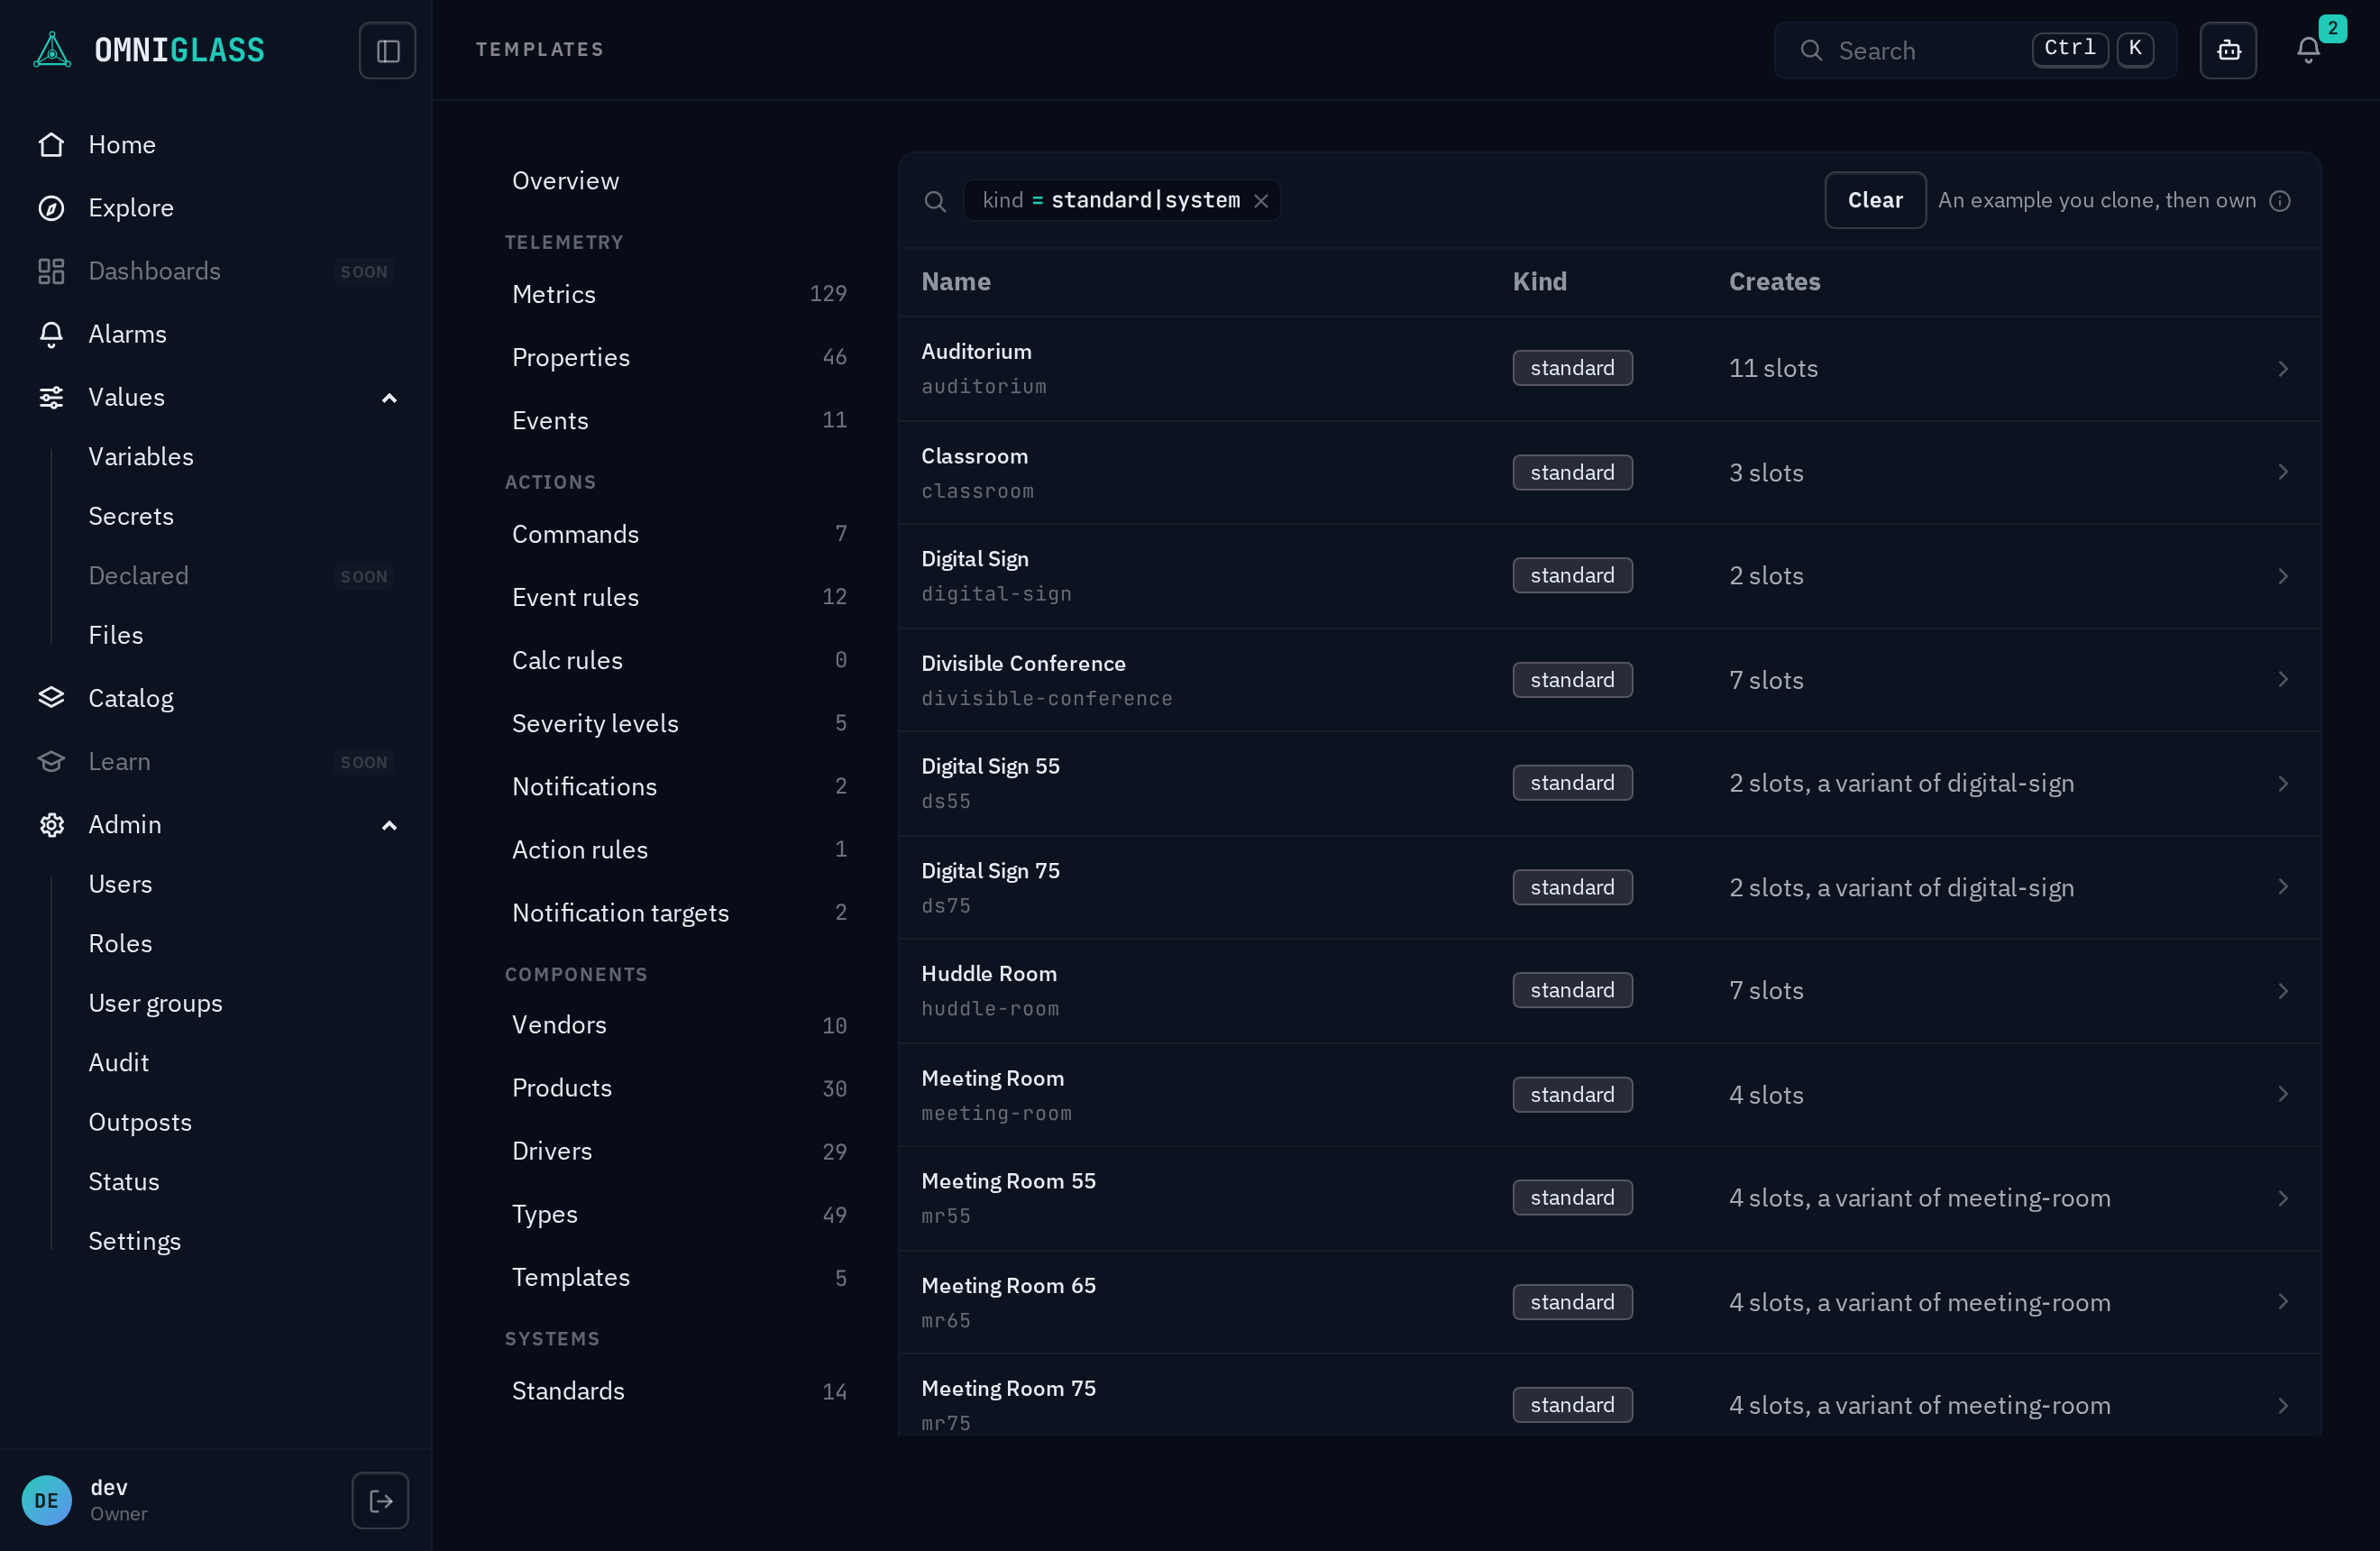 OMNIGLASS
Home
Explore
Dashboards SOON
Alarms
Values
Variables
Secrets
Declared SOON
Files
Catalog
Learn SOON
Admin
Users
Roles
User groups
Audit
Outposts
Status
Settings
DE dev
Owner
TEMPLATES
Search Ctrl K
2
Overview
TELEMETRY
Metrics 129
Properties 46
Events 11
ACTIONS
Commands 7
Event rules 12
Calc rules 0
Severity levels 5
Notifications 2
Action rules 1
Notification targets 2
COMPONENTS
Vendors 10
Products 30
Drivers 29
Types 49
Templates 5
SYSTEMS
Standards 14
kind = standard|system Clear An example you clone, then own
Name Kind Creates
Auditorium
auditorium
standard 11 slots
Classroom
classroom
standard 3 slots
Digital Sign
digital-sign
standard 2 slots
Divisible Conference
divisible-conference
standard 7 slots
Digital Sign 55
ds55
standard 2 slots, a variant of digital-sign
Digital Sign 75
ds75
standard 2 slots, a variant of digital-sign
Huddle Room
huddle-room
standard 7 slots
Meeting Room
meeting-room
standard 4 slots
Meeting Room 55
mr55
standard 4 slots, a variant of meeting-room
Meeting Room 65
mr65
standard 4 slots, a variant of meeting-room
Meeting Room 75
mr75
standard 4 slots, a variant of meeting-room